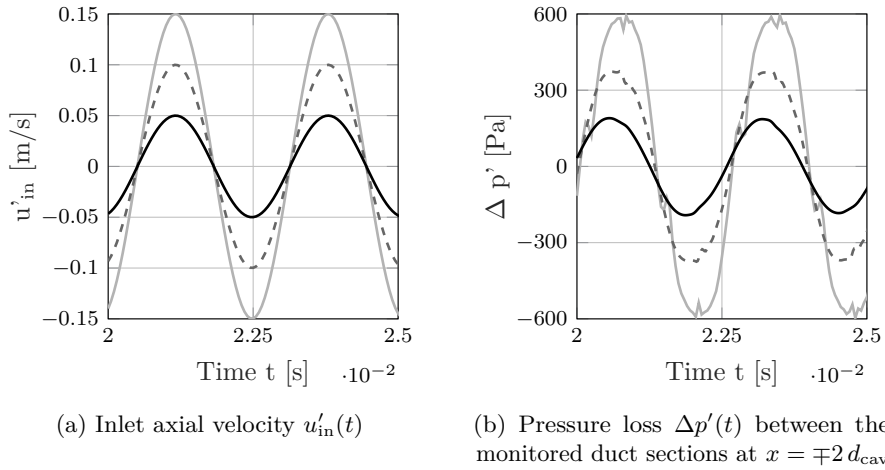 0.15
0.1
0.05
0
−0.05
−0.1
−0.15
u'in [m/s]
2 2.25 2.5
Time t [s] ·10−2
(a) Inlet axial velocity u′in(t)
600
300
0
−300
−600
Δ p' [Pa]
2 2.25 2.5
Time t [s] ·10−2
(b) Pressure loss Δp′(t) between the
monitored duct sections at x = ∓2 dcav